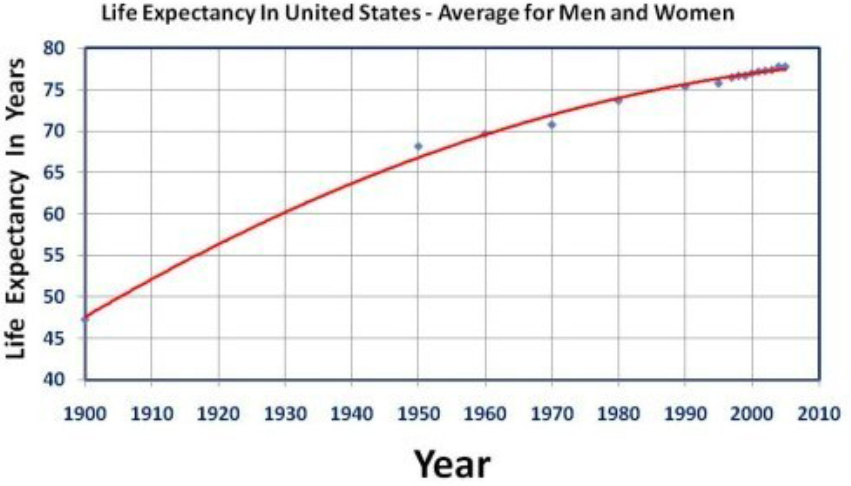 Life Expectancy In United States - Average for Men and Women
80
75
70
65
60
55
50
45
40
Life Expectancy In Years
1900 1910 1920 1930 1940 1950 1960 1970 1980 1990 2000 2010
Year